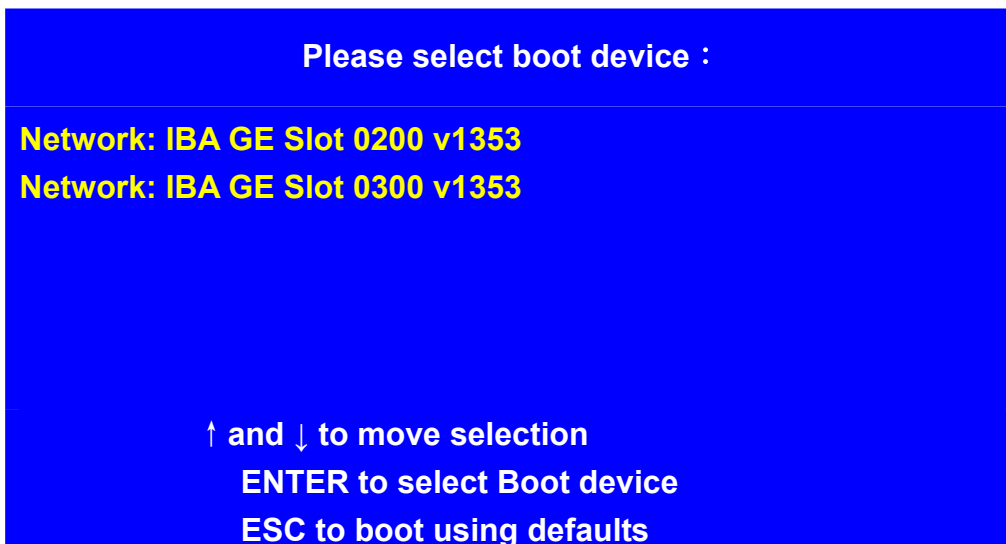 Please select boot device：
Network: IBA GE Slot 0200 v1353
Network: IBA GE Slot 0300 v1353
↑ and ↓ to move selection
ENTER to select Boot device
ESC to boot using defaults